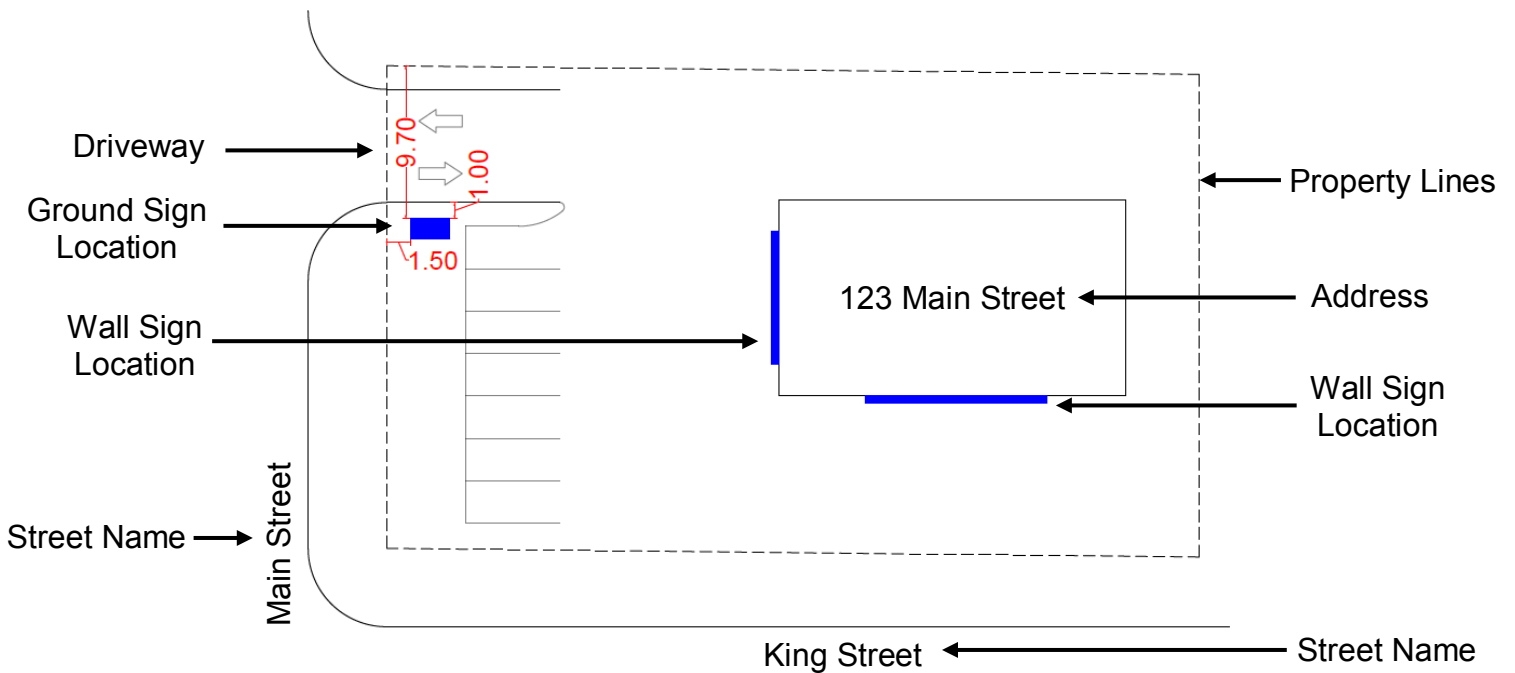 Driveway
9.70
1.00
Property Lines
Ground Sign
Location
1.50
123 Main Street
Address
Wall Sign
Location
Wall Sign
Location
Main Street
Street Name
King Street
Street Name